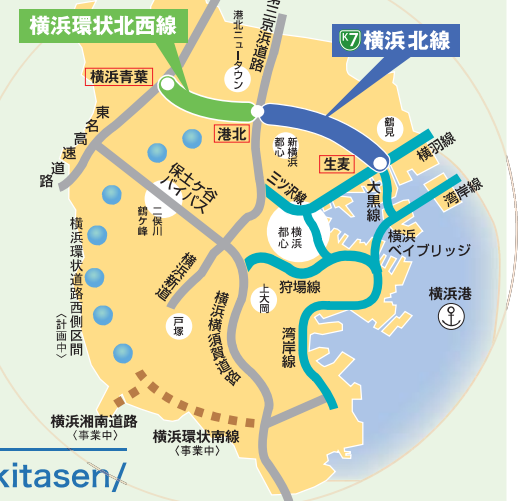 横浜環状北西線
K7 横浜北線
第三京浜道路
港北ニュータウン
横浜青葉
港北
生麦
鶴見
新横浜
都心
東名高速道路
保土ヶ谷
バイパス
三ツ沢線
横羽線
大黒線
湾岸線
二俣川
鶴ケ峰
横浜
都心
横浜
ベイブリッジ
横浜新道
横浜環状道路西側区間
〈計画中〉
狩場線
上大岡
横浜港
戸塚
横浜横須賀道路
湾岸線
横浜湘南道路
〈事業中〉
横浜環状南線
〈事業中〉
kitasen/